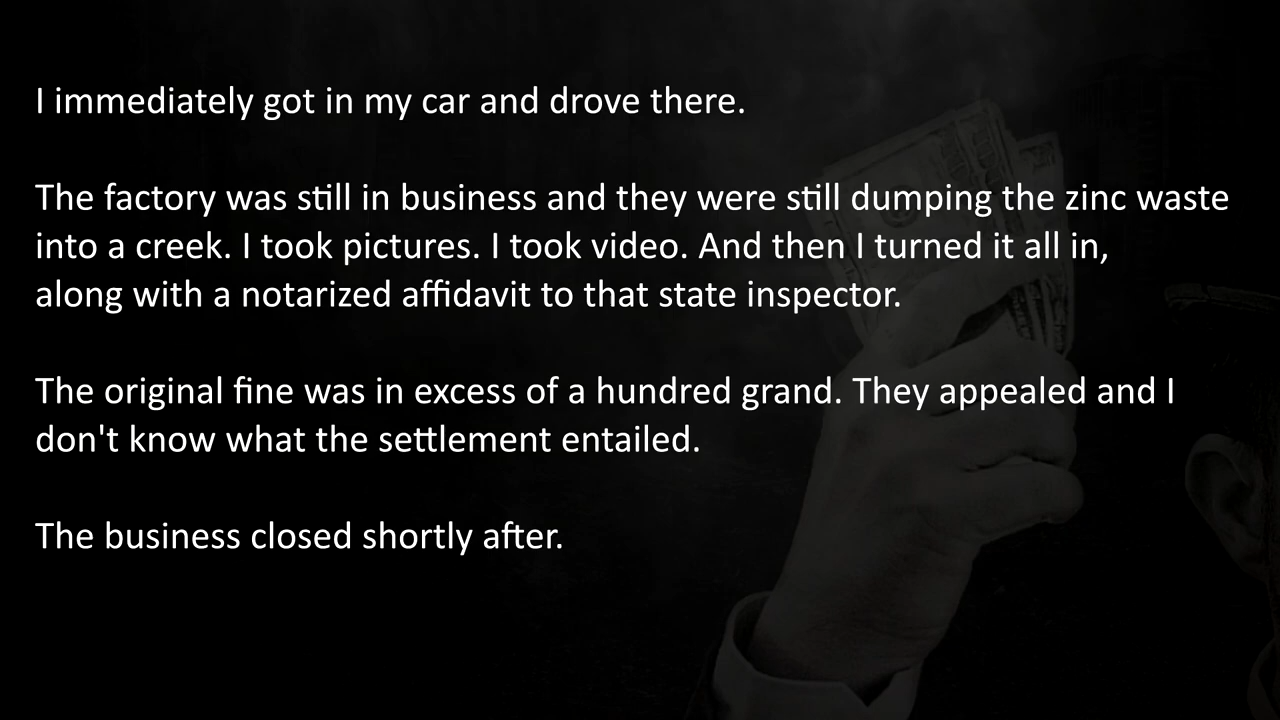 I immediately got in my car and drove there.
The factory was still in business and they were still dumping the zinc waste
into a creek. I took pictures. I took video. And then I turned it all in,
along with a notarized affidavit to that state inspector.
The original fine was in excess of a hundred grand. They appealed and I
don't know what the settlement entailed.
The business closed shortly after.